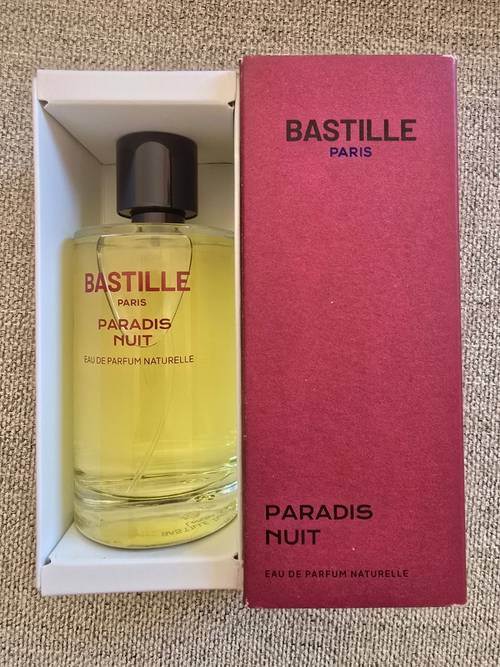 BASTILLE
PARIS
PARADIS
NUIT
EAU DE PARFUM NATURELLE
BASTILLE
PARIS
PARADIS
NUIT
EAU DE PARFUM NATURELLE